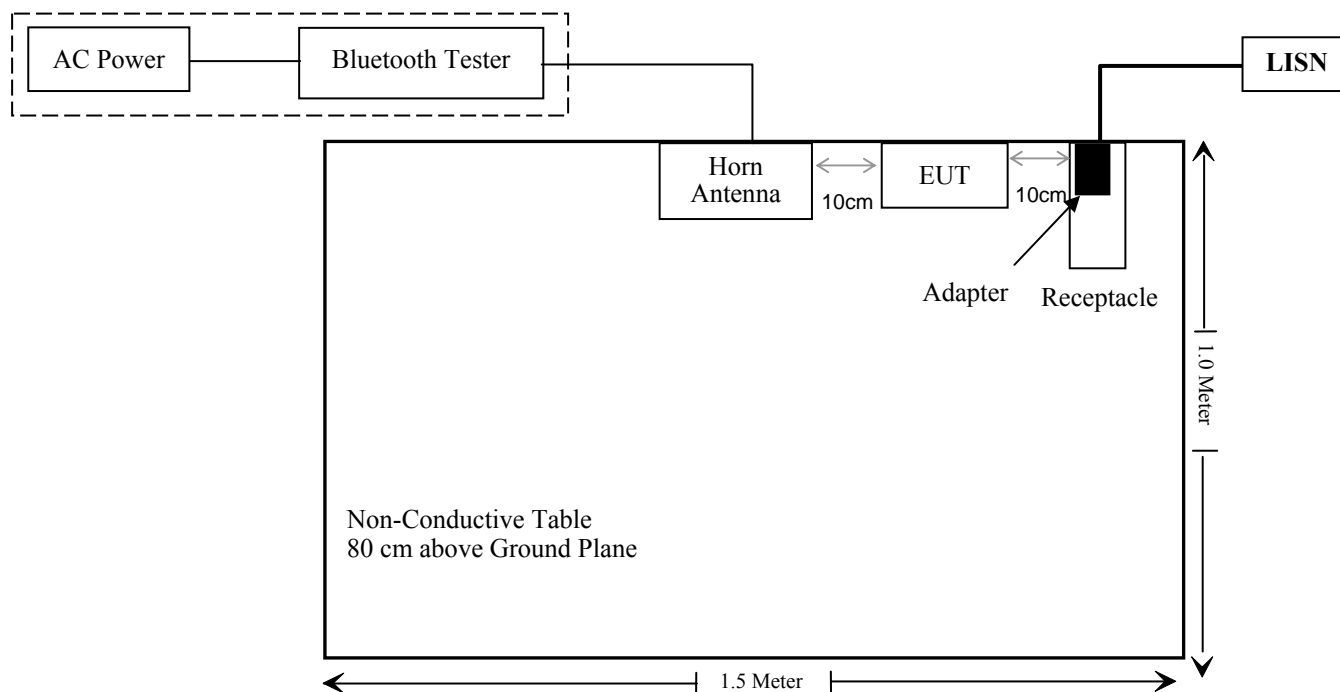 AC Power
Bluetooth Tester
LISN
Horn
Antenna
10cm
EUT
10cm
Adapter
Receptacle
1.0 Meter
Non-Conductive Table
80 cm above Ground Plane
1.5 Meter